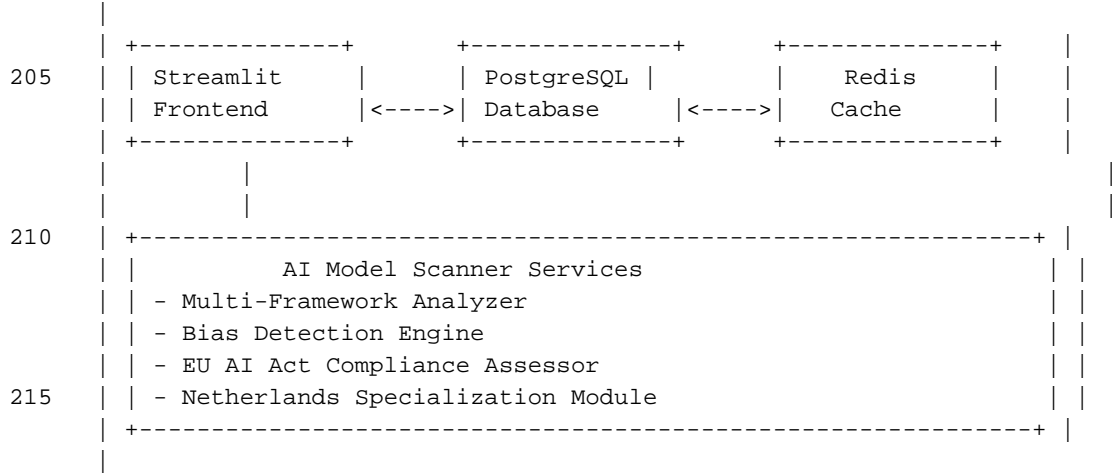 |
| +--------------+ +--------------+ +--------------+ |
205 | | Streamlit | | PostgreSQL | | Redis | |
| | Frontend |<---->| Database |<---->| Cache | |
| +--------------+ +--------------+ +--------------+ |
| | |
| | |
210 | +--------------------------------------------------------------+ |
| | AI Model Scanner Services | |
| | - Multi-Framework Analyzer | |
| | - Bias Detection Engine | |
| | - EU AI Act Compliance Assessor | |
215 | | - Netherlands Specialization Module | |
| +--------------------------------------------------------------+ |
|